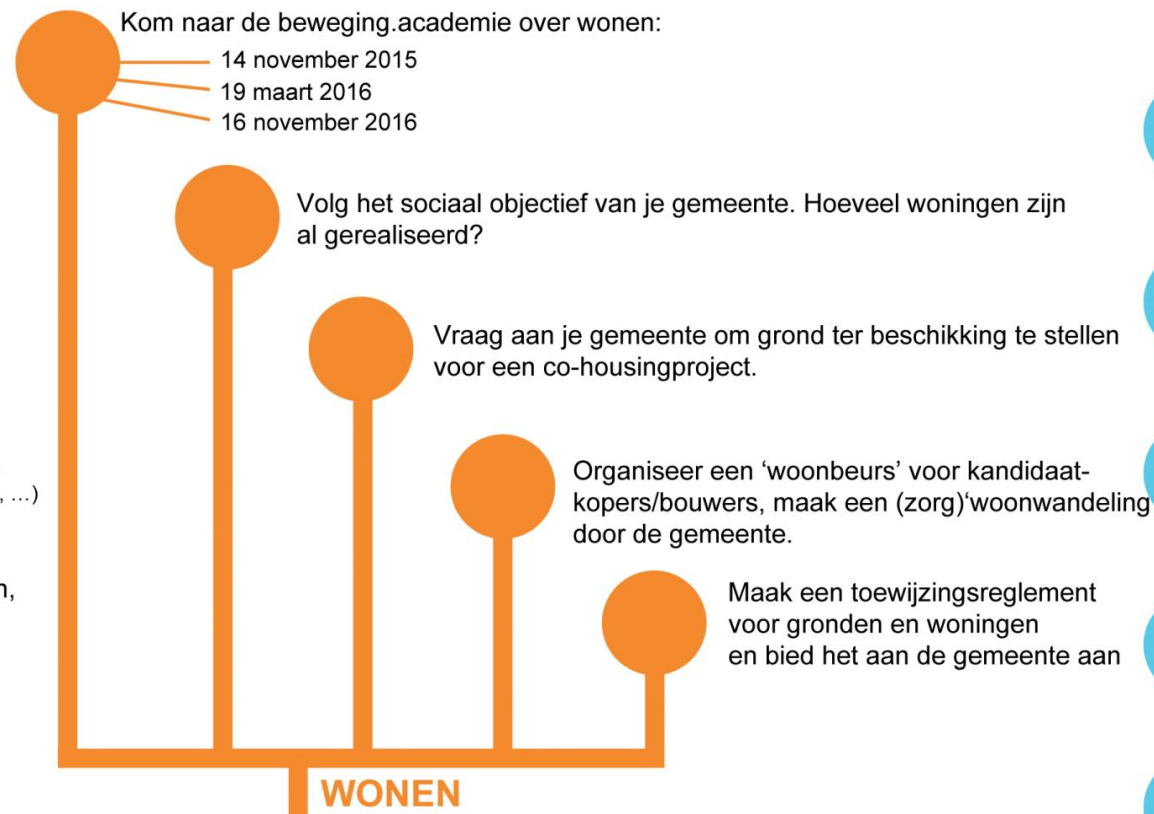 Kom naar de beweging.academie over wonen:
14 november 2015
19 maart 2016
16 november 2016
Volg het sociaal objectief van je gemeente. Hoeveel woningen zijn
al gerealiseerd?
Vraag aan je gemeente om grond ter beschikking te stellen
voor een co-housingproject.
Organiseer een ‘woonbeurs’ voor kandidaat-
kopers/bouwers, maak een (zorg)‘woonwandeling
door de gemeente.
, ...)
n,
Maak een toewijzingsreglement
voor gronden en woningen
en bied het aan de gemeente aan
WONEN